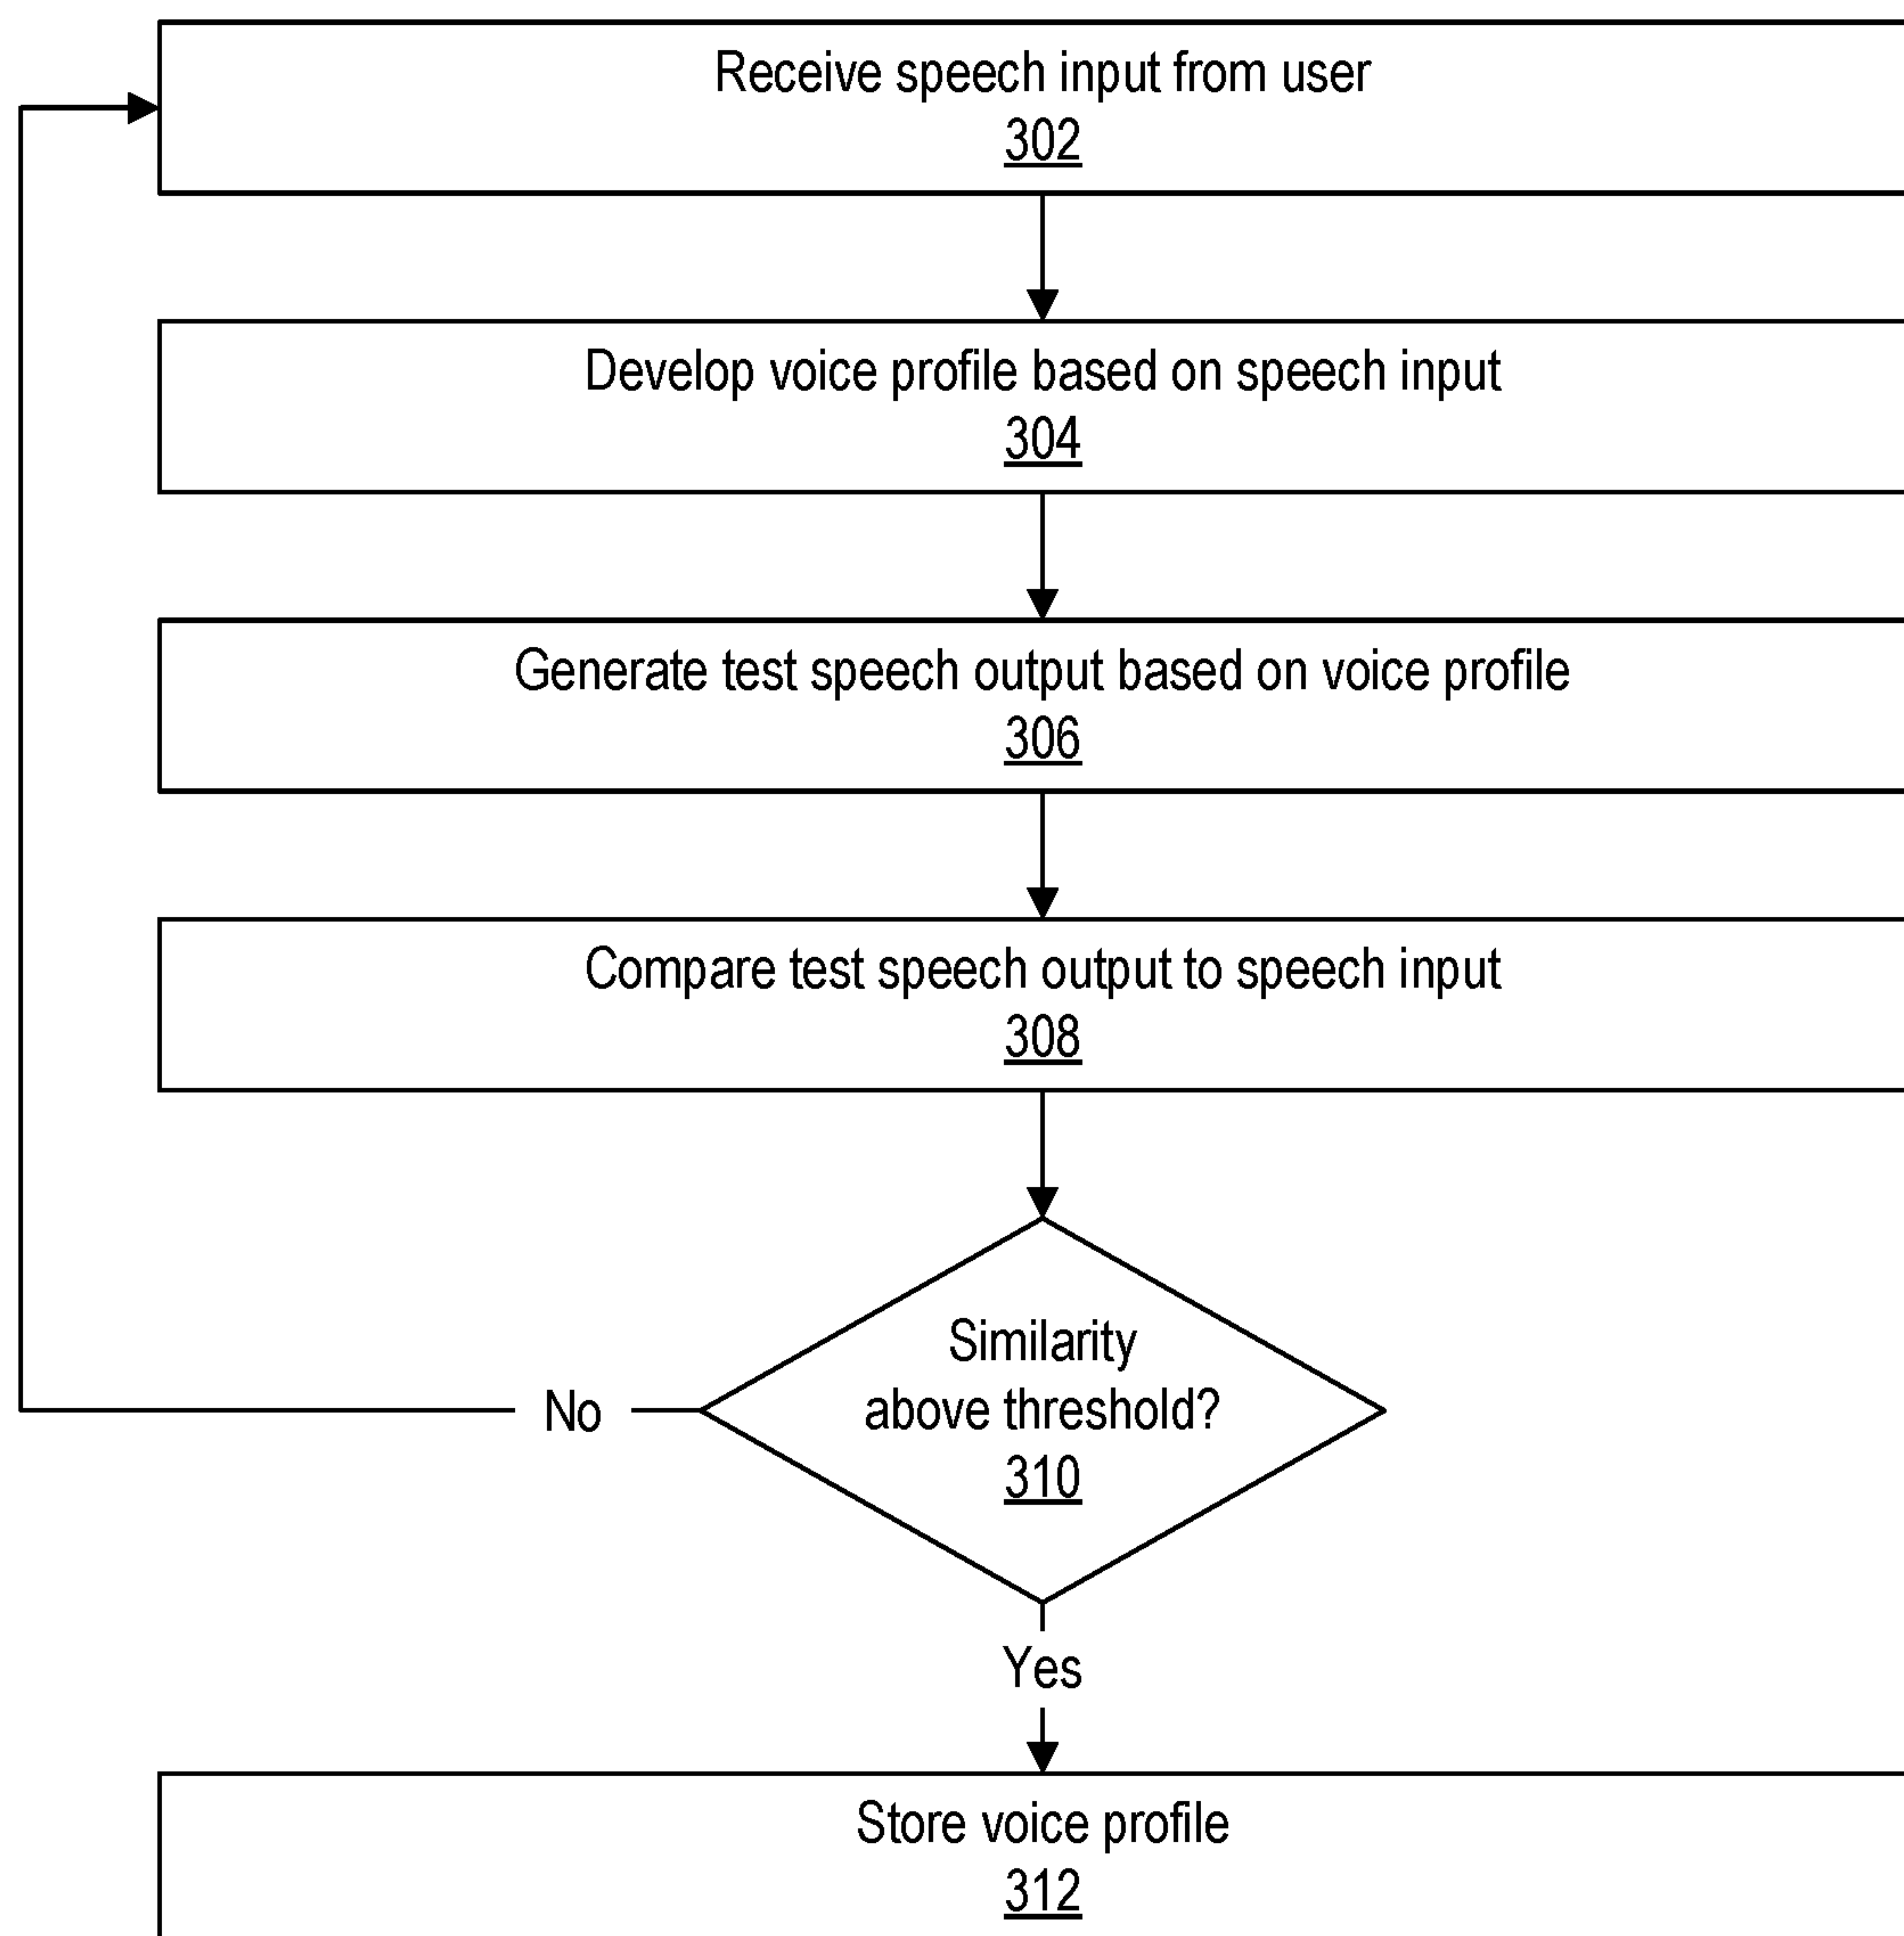 Receive speech input from user
302
Develop voice profile based on speech input
304
Generate test speech output based on voice profile
306
Compare test speech output to speech input
308
Similarity
above threshold?
310
No
Yes
Store voice profile
312